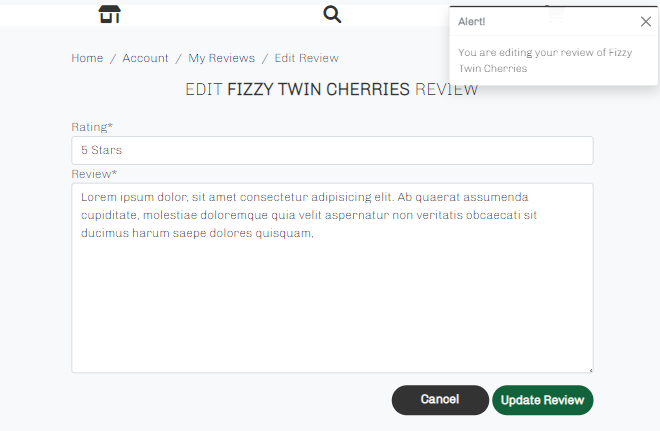 Alert!
You are editing your review of Fizzy
Twin Cherries
Home / Account / My Reviews / Edit Review
EDIT FIZZY TWIN CHERRIES REVIEW
Rating*
5 Stars
Review*
Lorem ipsum dolor, sit amet consectetur adipisicing elit. Ab quaerat assumenda
cupiditate, molestiae doloremque quia velit aspernatur non veritatis obcaecati sit
ducimus harum saepe dolores quisquam,
Cancel
Update Review